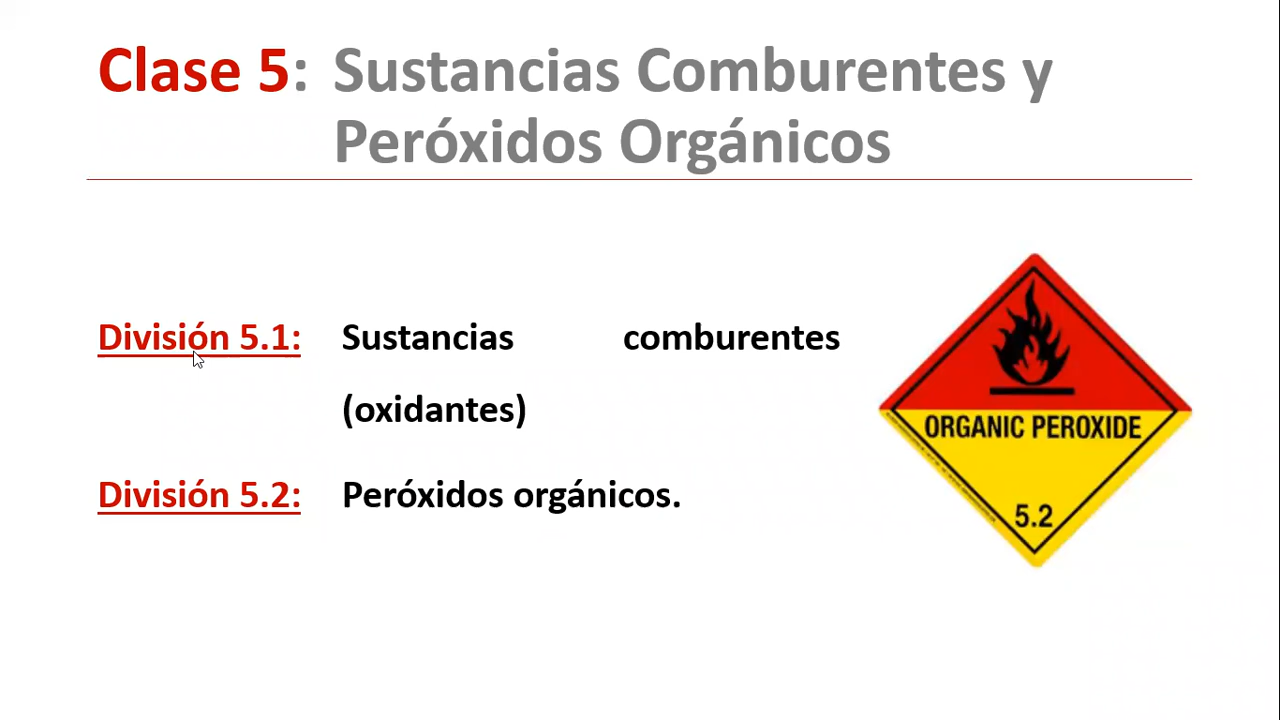 Clase 5: Sustancias Comburentes y
Peróxidos Orgánicos
División 5.1: Sustancias comburentes
(oxidantes)
División 5.2: Peróxidos orgánicos.
ORGANIC PEROXIDE
5.2